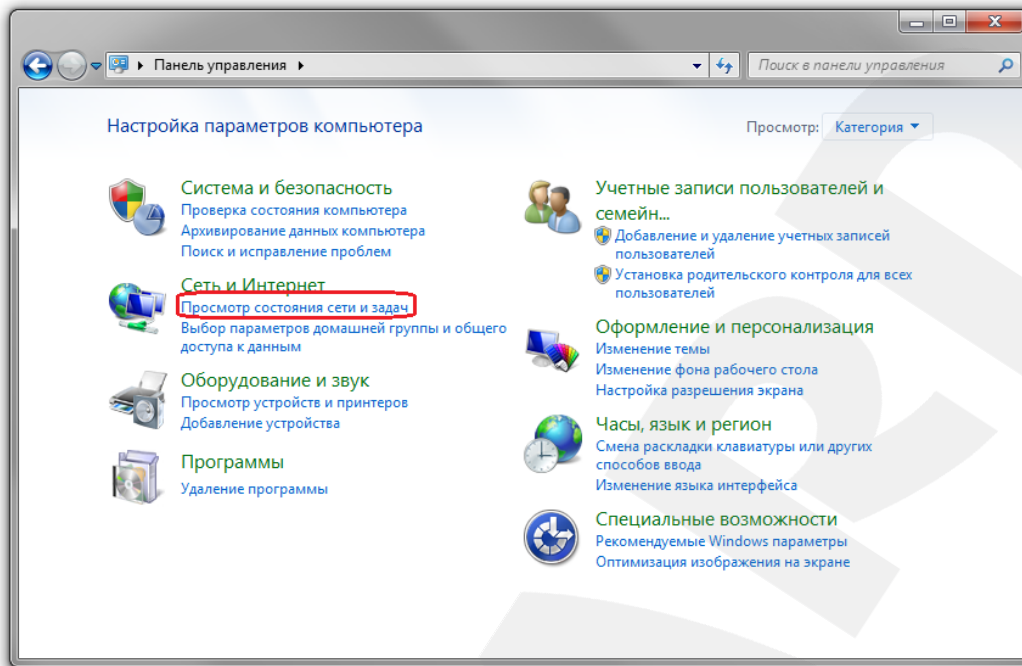 Панель управления
Поиск в панели управления
Настройка параметров компьютера
Просмотр: Категория
Система и безопасность
Проверка состояния компьютера
Архивирование данных компьютера
Поиск и исправление проблем
Сеть и Интернет
Просмотр состояния сети и задач
Выбор параметров домашней группы и общего
доступа к данным
Оборудование и звук
Просмотр устройств и принтеров
Добавление устройства
Программы
Удаление программы
Учетные записи пользователей и
семейн...
Добавление и удаление учетных записей
пользователей
Установка родительского контроля для всех
пользователей
Оформление и персонализация
Изменение темы
Изменение фона рабочего стола
Настройка разрешения экрана
Часы, язык и регион
Смена раскладки клавиатуры или других
способов ввода
Изменение языка интерфейса
Специальные возможности
Рекомендуемые Windows параметры
Оптимизация изображения на экране